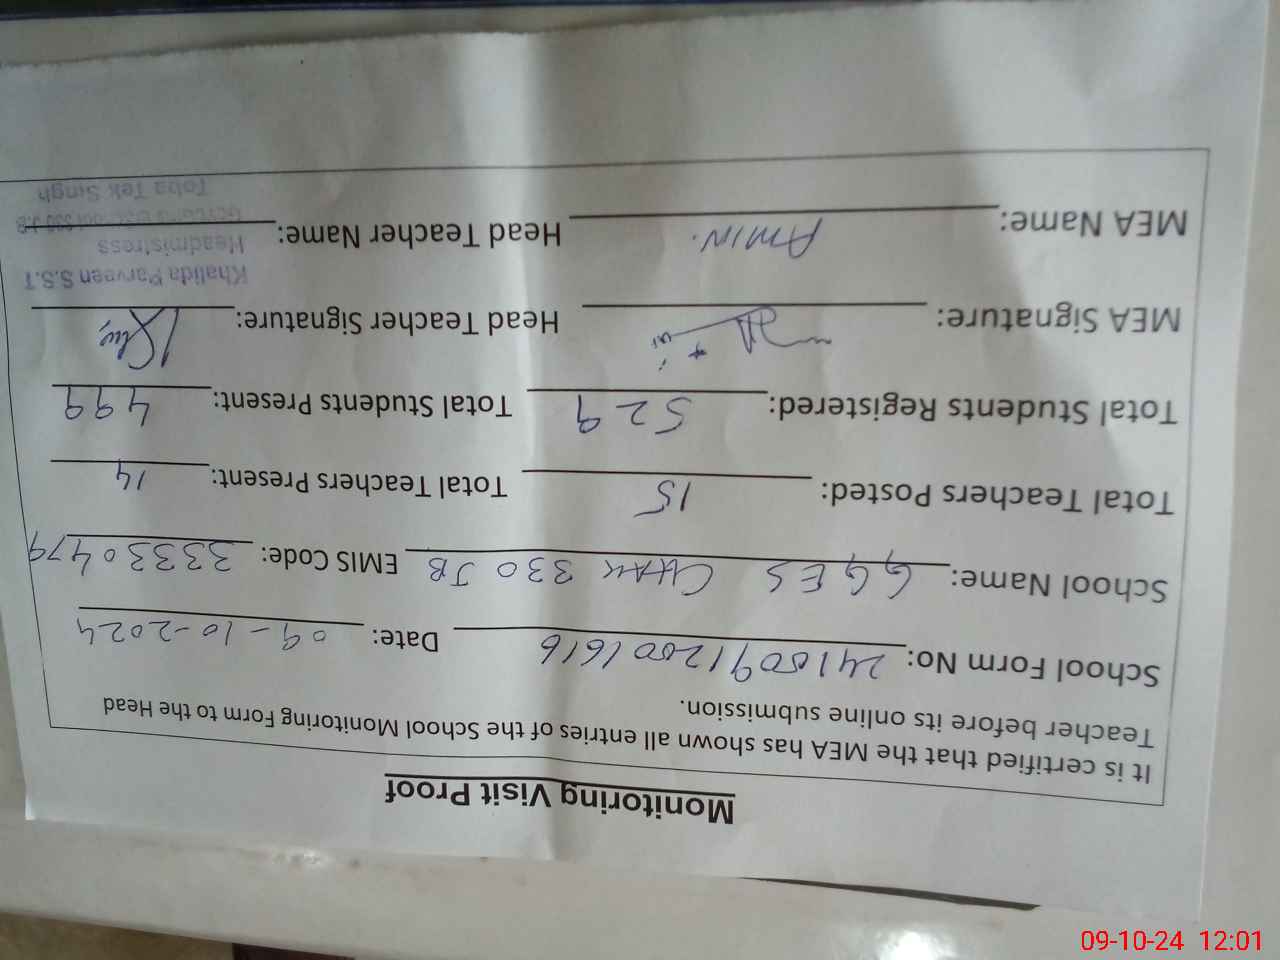 Monitoring Visit Proof
It is certified that the MEA has shown all entries of the School Monitoring Form to the Head
Teacher before its online submission.
School Form No: 241009112001616 Date: 09-10-2024
School Name: GGES CHAK 330 JB EMIS Code: 33330479
Total Teachers Posted: 15 Total Teachers Present: 14
Total Students Registered: 529 Total Students Present: 499
MEA Signature: Head Teacher Signature:
Khalida Parveen S.S.T
Headmistress
MEA Name: AMIN. Head Teacher Name:
Toba Tek Singh
09-10-24 12:01